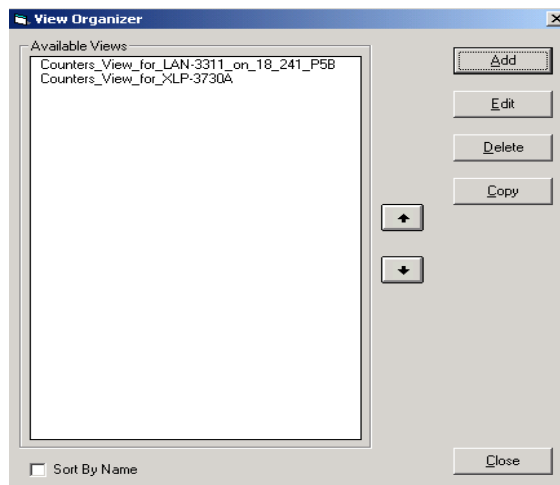 View Organizer
Available Views
Counters_View_for_LAN-3311_on_18_241_P5B
Counters_View_for_XLP-3730A
Add
Edit
Delete
Copy
Sort By Name
Close